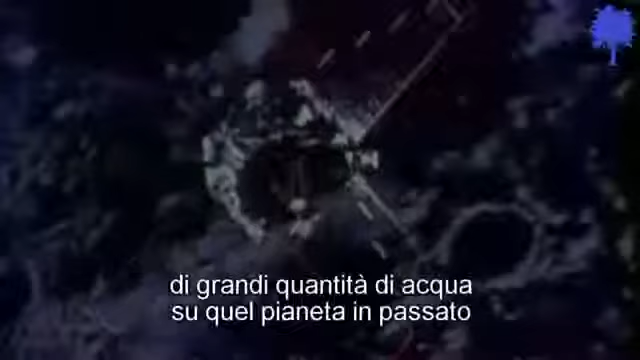 di grandi quantità di acqua
su quel pianeta in passato